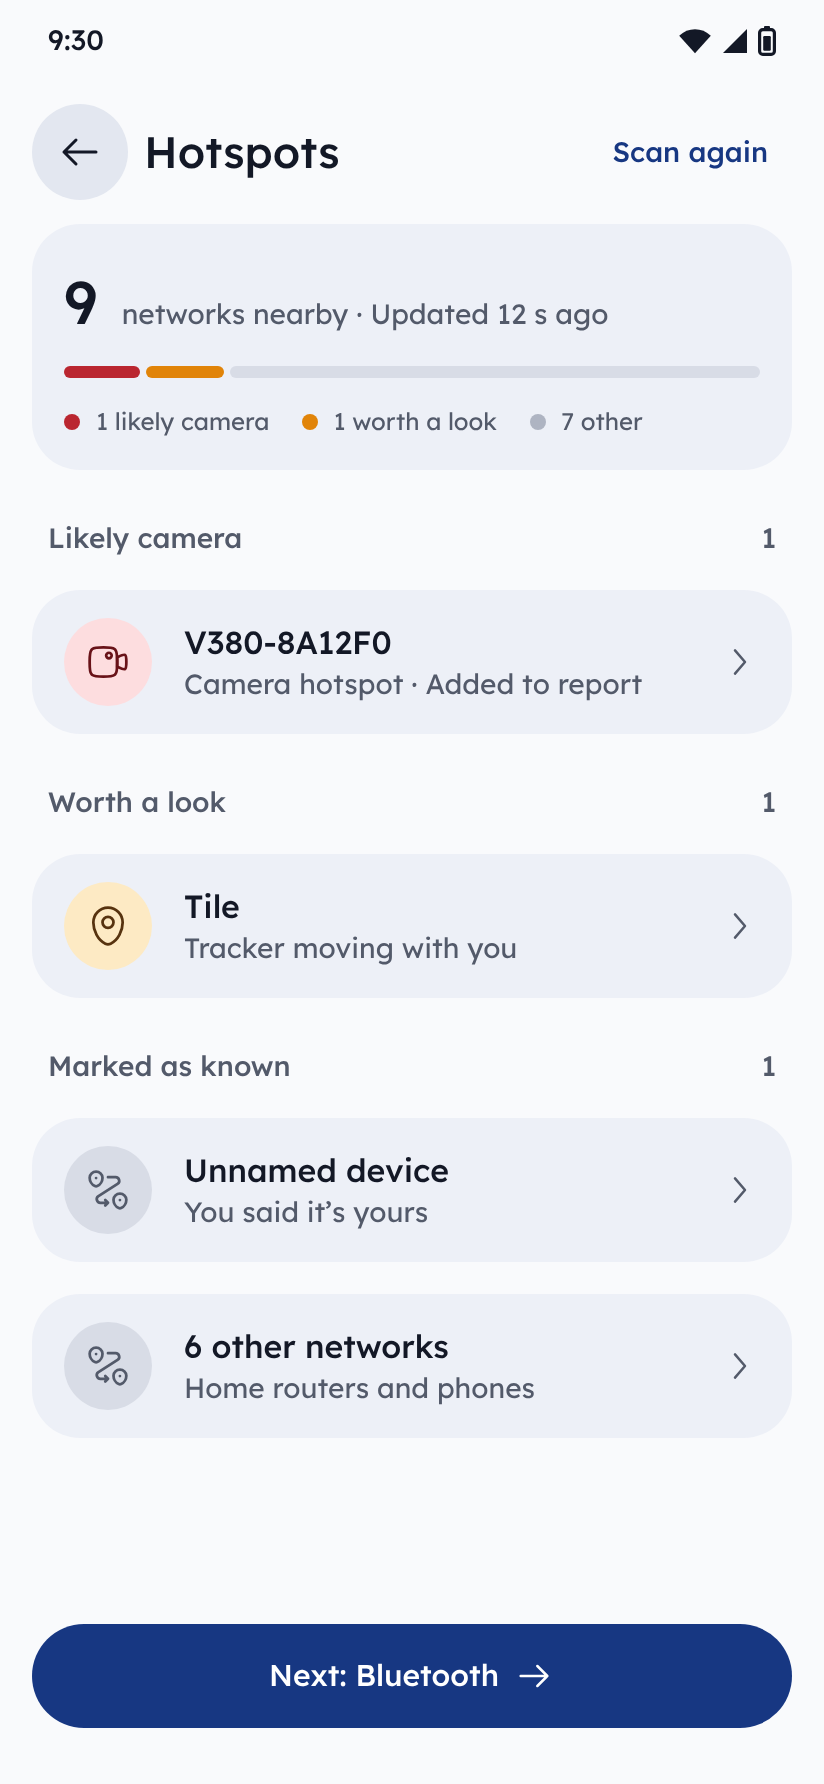 9:30
Hotspots
Scan again
9 networks nearby · Updated 12 s ago
1 likely camera
1 worth a look
7 other
Likely camera
1
V380-8A12F0
Camera hotspot · Added to report
Worth a look
1
Tile
Tracker moving with you
Marked as known
1
Unnamed device
You said it’s yours
6 other networks
Home routers and phones
Next: Bluetooth